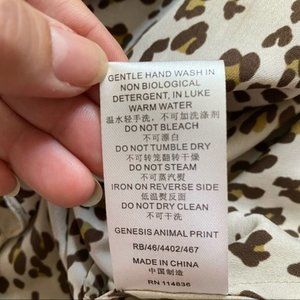 GENTLE HAND WASH IN
NON BIOLOGICAL
DETERGENT, IN LUKE
WARM WATER
温水轻手洗，不可加洗涤剂
DO NOT BLEACH
不可漂白
DO NOT TUMBLE DRY
不可转笼翻转干燥
DO NOT STEAM
不可蒸汽熨
IRON ON REVERSE SIDE
低温熨反面
DO NOT DRY CLEAN
不可干洗
GENESIS ANIMAL PRINT
RB/46/4402/467
MADE IN CHINA
中国制造
RN 114836